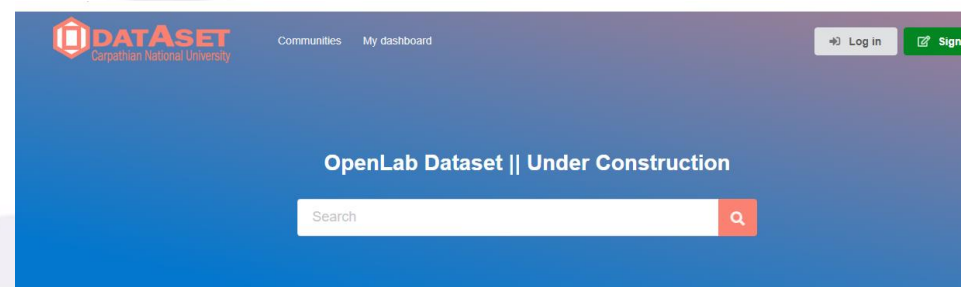 DATASET
Carpathian National University
Communities My dashboard
Log in
Sign
OpenLab Dataset || Under Construction
Search